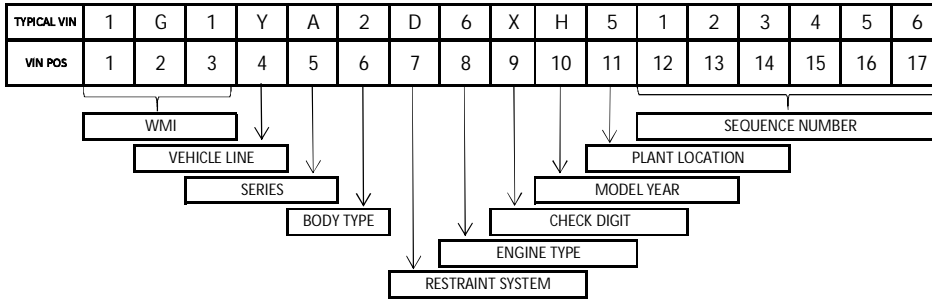 TYPICAL VIN 1 G 1 Y A 2 D 6 X H 5 1 2 3 4 5 6
VIN POS 1 2 3 4 5 6 7 8 9 10 11 12 13 14 15 16 17
WMI SEQUENCE NUMBER
VEHICLE LINE PLANT LOCATION
SERIES MODEL YEAR
BODY TYPE CHECK DIGIT
ENGINE TYPE
RESTRAINT SYSTEM